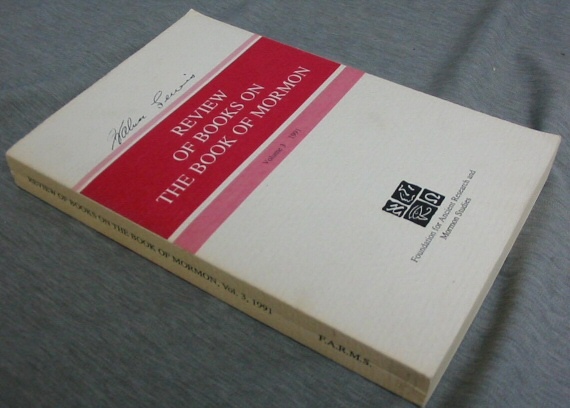 REVIEW
OF BOOKS ON
THE BOOK OF MORMON
Volume 3 1991
Foundation for Ancient Research and
Mormon Studies
REVIEW OF BOOKS ON THE BOOK OF MORMON, Vol. 3, 1991
F.A.R.M.S.